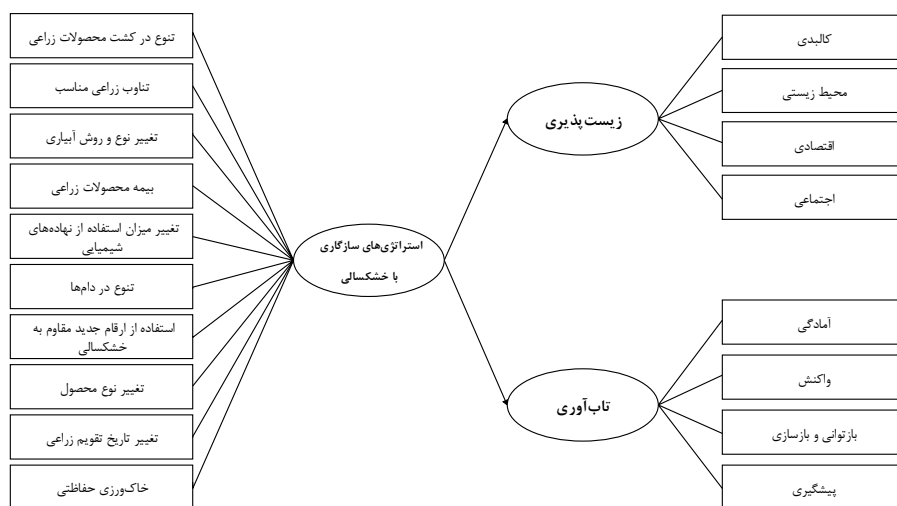 تنوع در کشت محصولات زراعی
تناوب زراعی مناسب
تغییر نوع و روش آبیاری
بیمه محصولات زراعی
تغییر میزان استفاده از نهاده‌های
شیمیایی
تنوع در دام‌ها
استفاده از ارقام جدید مقاوم به
خشکسالی
تغییر نوع محصول
تغییر تاریخ تقویم زراعی
خاک‌ورزی حفاظتی
استراتژی‌های سازگاری
با خشکسالی
زیست‌پذیری
تاب‌آوری
کالبدی
محیط زیستی
اقتصادی
اجتماعی
آمادگی
واکنش
بازتوانی و بازسازی
پیشگیری